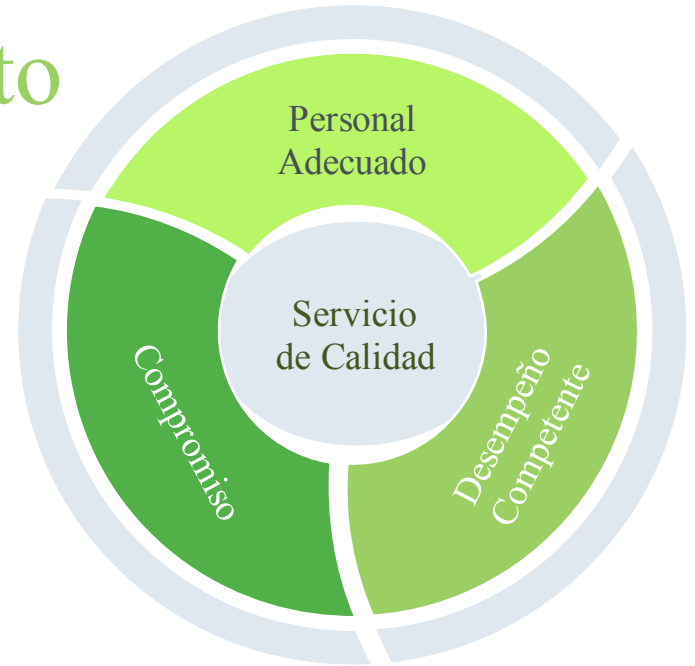 to
Personal
Adecuado
Servicio
de Calidad
Compromiso
Desempeño
Competente